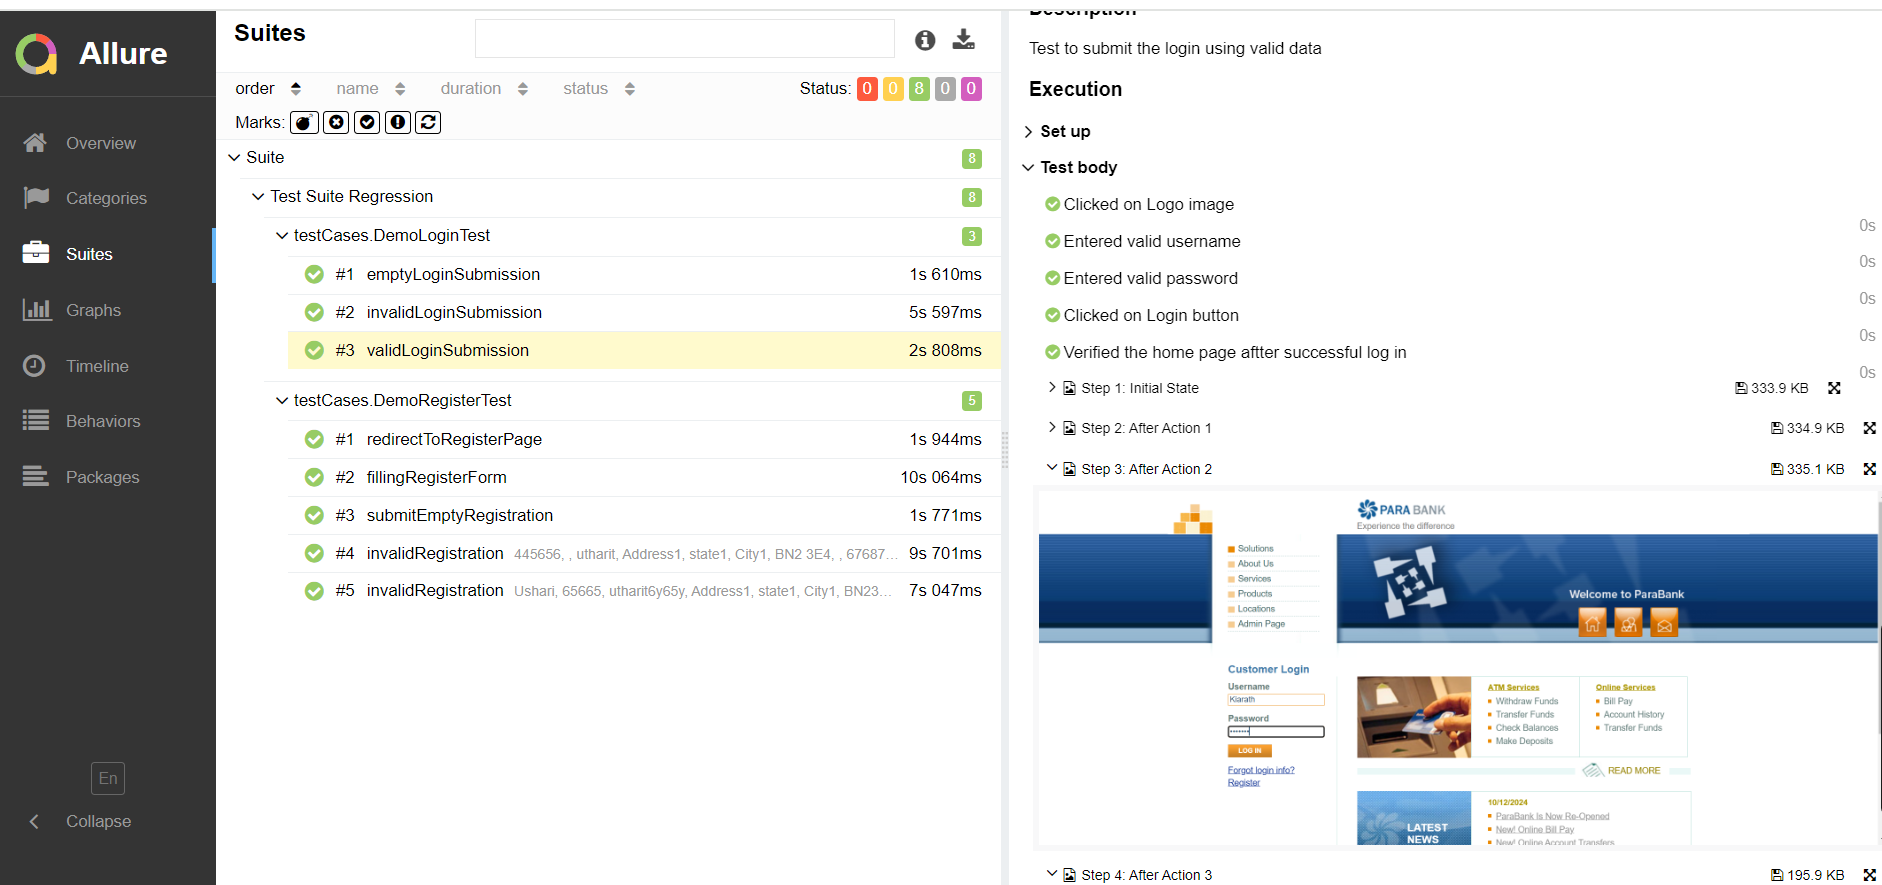 Allure
Overview
Categories
Suites
Graphs
Timeline
Behaviors
Packages
En
Collapse
Suites
order name duration status Status: 0 0 8 0 0
Marks:
Suite 8
Test Suite Regression 8
testCases.DemoLoginTest 3
#1 emptyLoginSubmission 1s 610ms
#2 invalidLoginSubmission 5s 597ms
#3 validLoginSubmission 2s 808ms
testCases.DemoRegisterTest 5
#1 redirectToRegisterPage 1s 944ms
#2 fillingRegisterForm 10s 064ms
#3 submitEmptyRegistration 1s 771ms
#4 invalidRegistration 445656, , utharit, Address1, state1, City1, BN2 3E4, , 67687... 9s 701ms
#5 invalidRegistration Ushari, 65665, utharit6y65y, Address1, state1, City1, BN23... 7s 047ms
Description
Test to submit the login using valid data
Execution
Set up
Test body
Clicked on Logo image
0s
Entered valid username
0s
Entered valid password
0s
Clicked on Login button
0s
Verified the home page aftter successful log in
0s
Step 1: Initial State 333.9 KB
Step 2: After Action 1 334.9 KB
Step 3: After Action 2 335.1 KB
PARA BANK
Experience the difference
Solutions
About Us
Services
Products
Locations
Admin Page
Welcome to ParaBank
Customer Login
Username
Kiarath
Password
•••••••
LOG IN
Forgot login info?
Register
ATM Services
Withdraw Funds
Transfer Funds
Check Balances
Make Deposits
Online Services
Bill Pay
Account History
Transfer Funds
READ MORE
LATEST
NEWS
10/12/2024
ParaBank Is Now Re-Opened
New! Online Bill Pay
New! Online Account Transfers
Step 4: After Action 3 195.9 KB